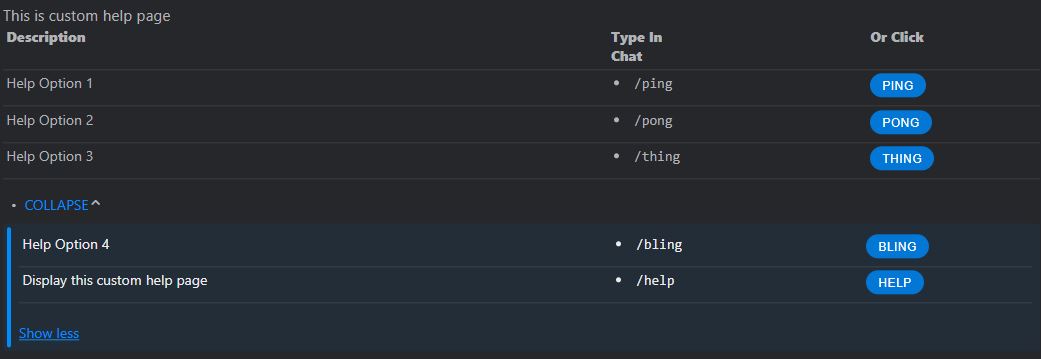 This is custom help page
Description Type In Or Click
Chat
Help Option 1 • /ping PING
Help Option 2 • /pong PONG
Help Option 3 • /thing THING
• COLLAPSE
Help Option 4 • /bling BLING
Display this custom help page • /help HELP
Show less